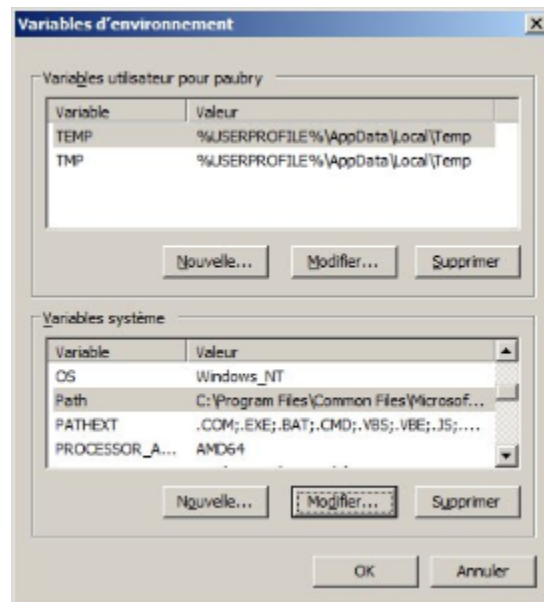 Variables d'environnement
Variables utilisateur pour paubry
Variable Valeur
TEMP %USERPROFILE%\AppData\Local\Temp
TMP %USERPROFILE%\AppData\Local\Temp
Nouvelle... Modifier... Supprimer
Variables système
Variable Valeur
OS Windows_NT
Path C:\Program Files\Common Files\Microsof...
PATHEXT .COM;.EXE;.BAT;.CMD;.VBS;.VBE;.JS;....
PROCESSOR_A... AMD64
Nouvelle... Modifier... Supprimer
OK Annuler